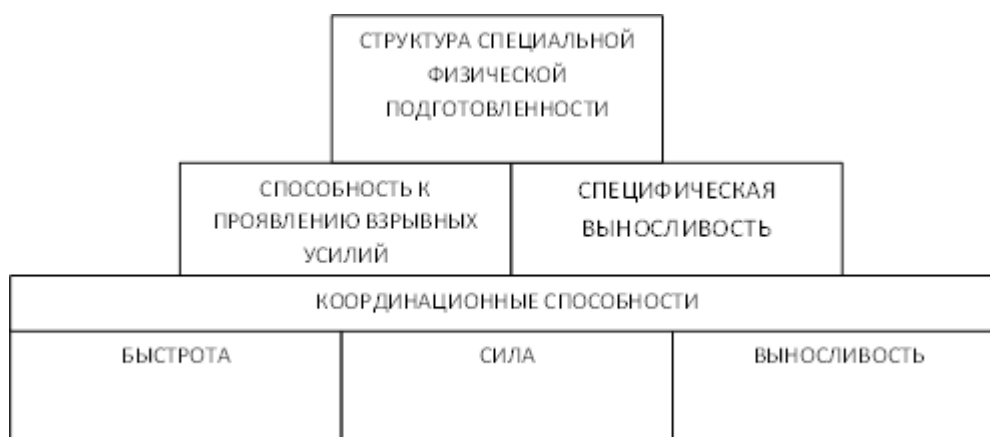 СТРУКТУРА СПЕЦИАЛЬНОЙ
ФИЗИЧЕСКОЙ
ПОДГОТОВЛЕННОСТИ
СПОСОБНОСТЬ К
ПРОЯВЛЕНИЮ ВЗРЫВНЫХ
УСИЛИЙ
СПЕЦИФИЧЕСКАЯ
ВЫНОСЛИВОСТЬ
КООРДИНАЦИОННЫЕ СПОСОБНОСТИ
БЫСТРОТА
СИЛА
ВЫНОСЛИВОСТЬ